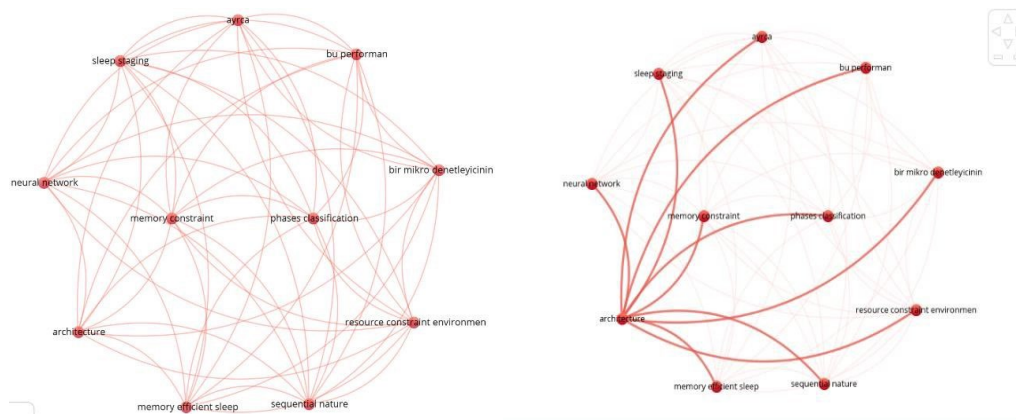 ayrca
bu performan
sleep staging
bir mikro denetleyicinin
neural network
memory constraint
phases classification
resource constraint environmen
architecture
memory efficient sleep
sequential nature
ayrca
bu performan
sleep staging
bir mikro denetleyicinin
neural network
memory constraint
phases classification
resource constraint environmen
architecture
memory efficient sleep
sequential nature